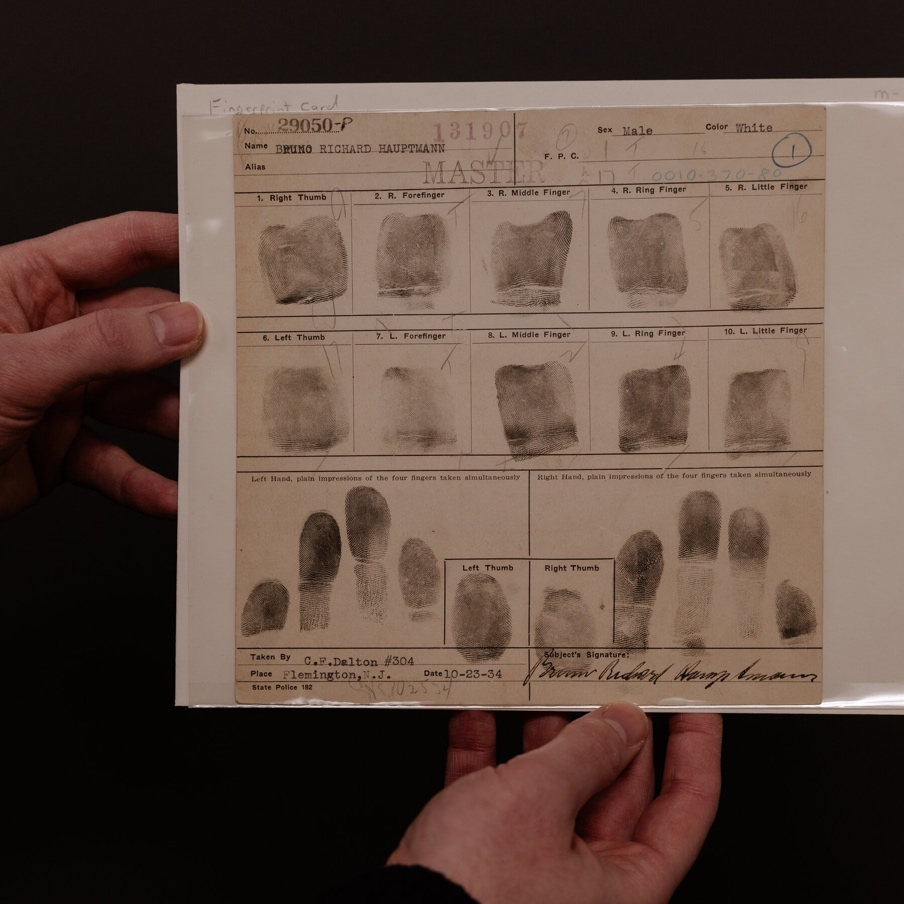 Fingerprint Card
m-
No. 29050-P
131907
Sex Male
Color White
Name BRUNO RICHARD HAUPTMANN
F. P. C.
1
Alias
MASTER
17
0010-370-80
1. Right Thumb
2. R. Forefinger
3. R. Middle Finger
4. R. Ring Finger
5. R. Little Finger
6. Left Thumb
7. L. Forefinger
8. L. Middle Finger
9. L. Ring Finger
10. L. Little Finger
Left Hand, plain impressions of the four fingers taken simultaneously
Right Hand, plain impressions of the four fingers taken simultaneously
Left Thumb
Right Thumb
Taken By C.F.Dalton #304
Place Flemington,N.J. Date 10-23-34
State Police 182
Subject's Signature:
Bruno Richard Hauptmann